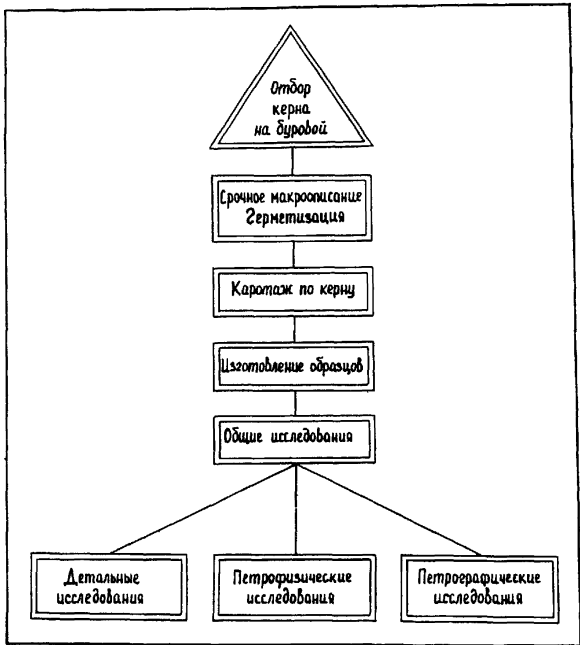 Отбор
керна
на буровой
Срочное макроописание
Герметизация
Каротаж по керну
Изготовление образцов
Общие исследования
Детальные
исследования
Петрофизические
исследования
Петрографические
исследования